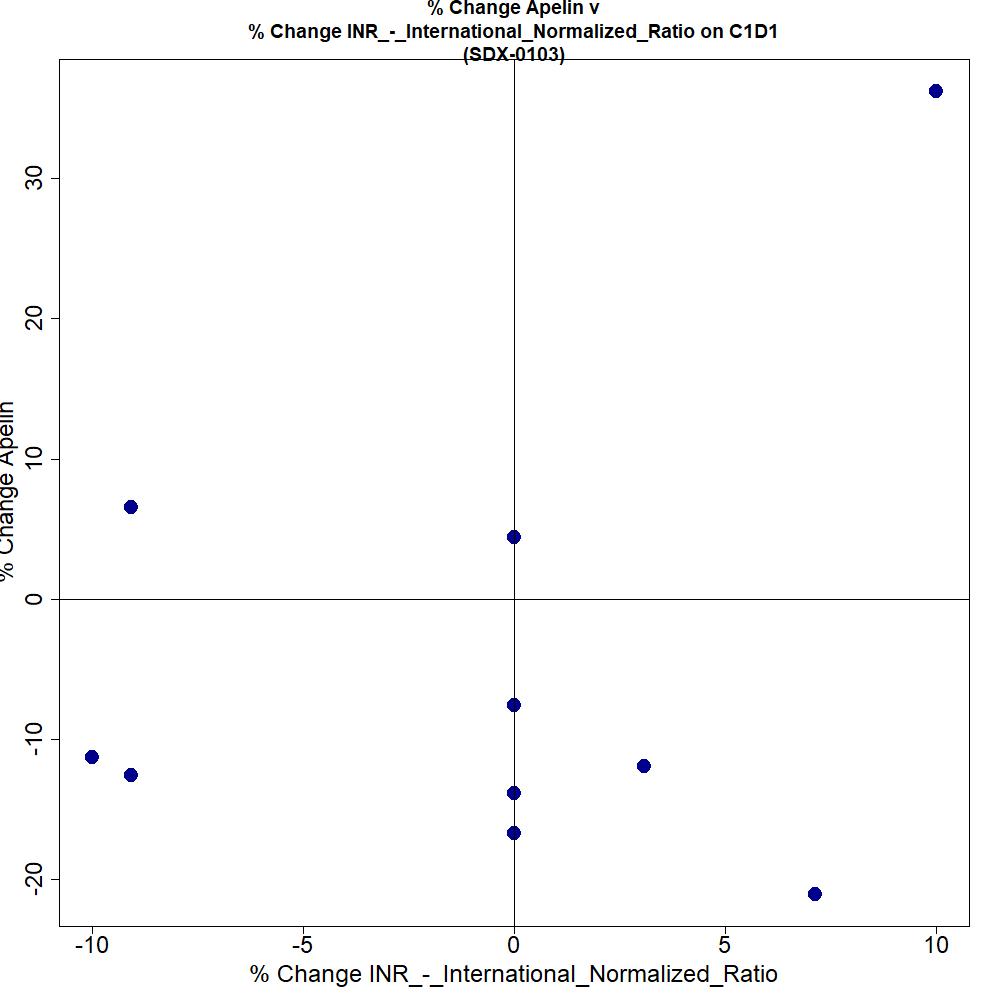 % Change Apelin v
% Change INR_-_International_Normalized_Ratio on C1D1
(SDX-0103)
% Change Apelin
30
20
10
0
-10
-20
-10
-5
0
5
10
% Change INR_-_International_Normalized_Ratio